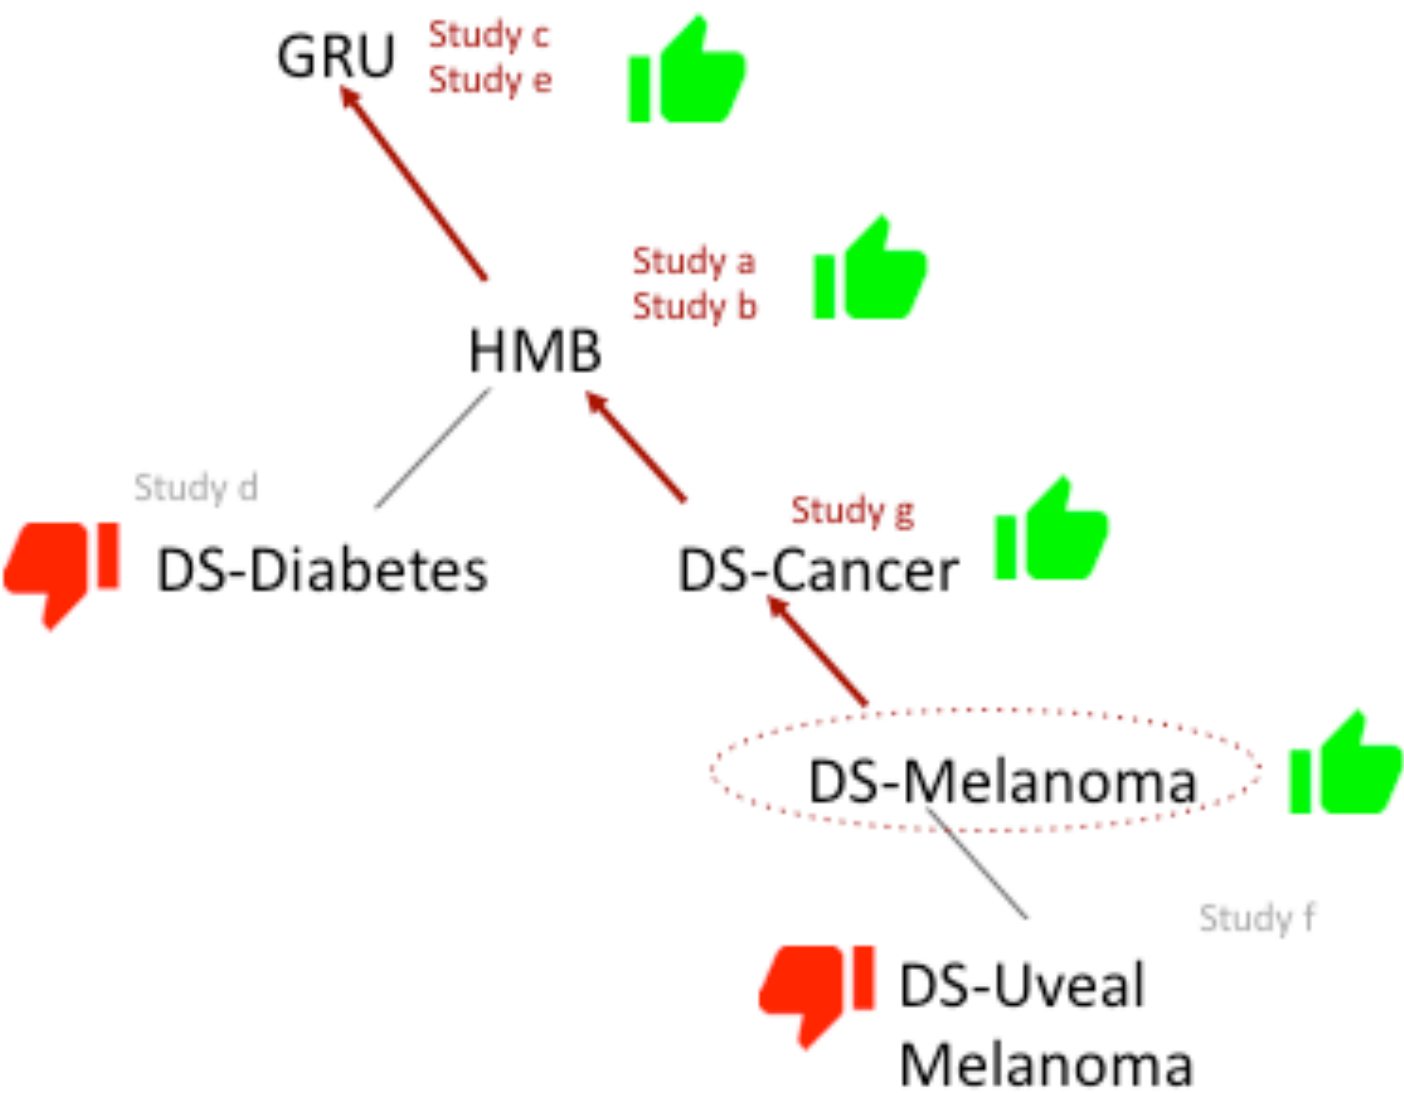 GRU
Study c
Study e
Study a
Study b
HMB
Study d
DS-Diabetes
Study g
DS-Cancer
DS-Melanoma
Study f
DS-Uveal
Melanoma